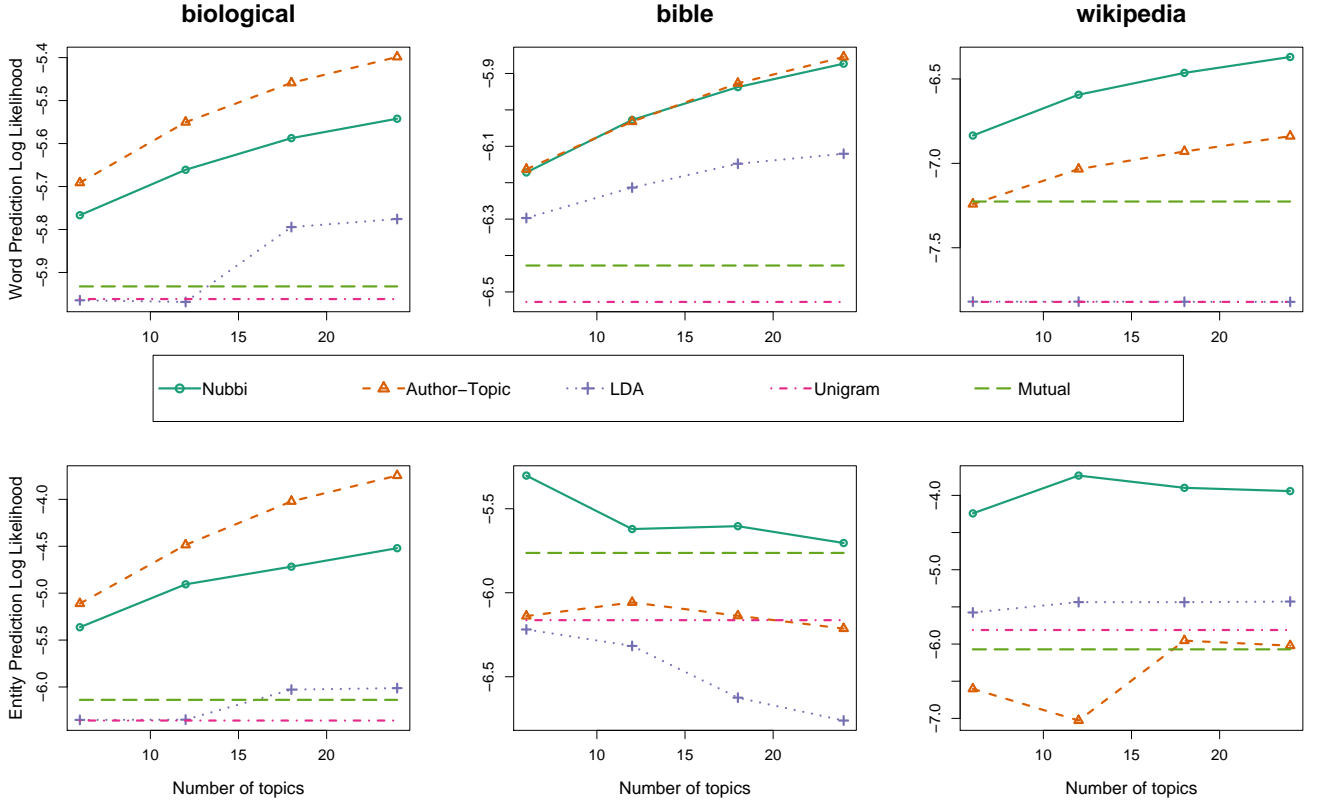 biological bible wikipedia
Word Prediction Log Likelihood
−5.4
−5.5
−5.6
−5.7
−5.8
−5.9
10 15 20
−5.9
−6.1
−6.3
−6.5
10 15 20
−6.5
−7.0
−7.5
10 15 20
Nubbi Author−Topic LDA Unigram Mutual
Entity Prediction Log Likelihood
−4.0
−4.5
−5.0
−5.5
−6.0
10 15 20
Number of topics
−5.5
−6.0
−6.5
10 15 20
Number of topics
−4.0
−5.0
−6.0
−7.0
10 15 20
Number of topics